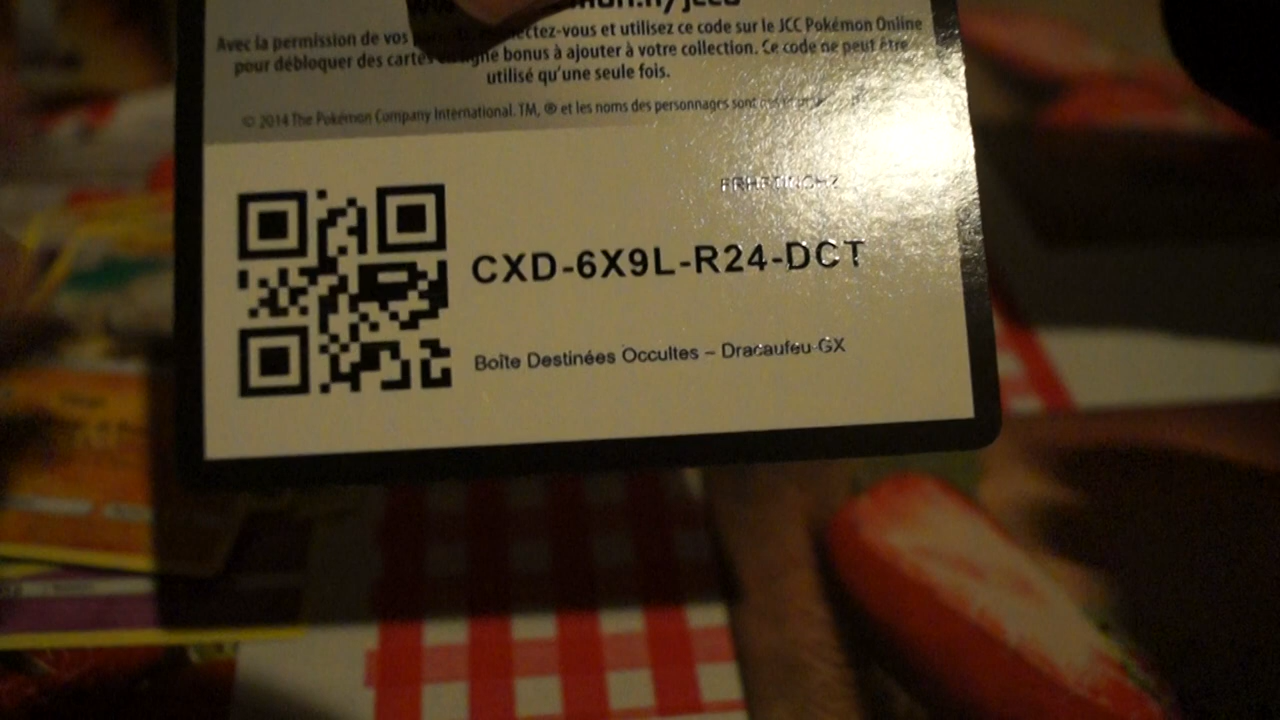 Avec la permission de vos connectez-vous et utilisez ce code sur le JCC Pokémon Online
pour débloquer des cartes en ligne bonus à ajouter à votre collection. Ce code ne peut être
utilisé qu'une seule fois.
© 2014 The Pokémon Company International. TM, ® et les noms des personnages sont
CXD-6X9L-R24-DCT
Boîte Destinées Occultes – Dracaufeu-GX